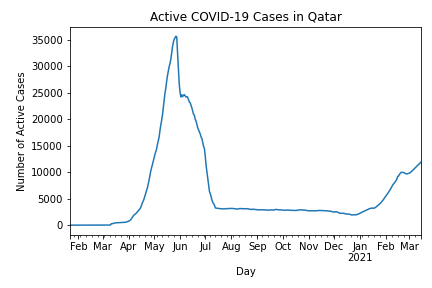 Active COVID-19 Cases in Qatar
Number of Active Cases
35000
30000
25000
20000
15000
10000
5000
0
Feb Mar Apr May Jun Jul Aug Sep Oct Nov Dec Jan Feb Mar
2021
Day